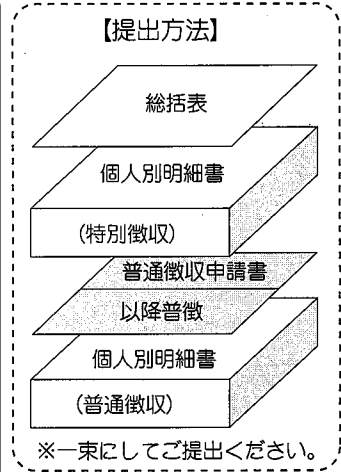 【提出方法】
総括表
個人別明細書
(特別徴収)
普通徴収申請書
以降普徴
個人別明細書
(普通徴収)
※一束にしてご提出ください。